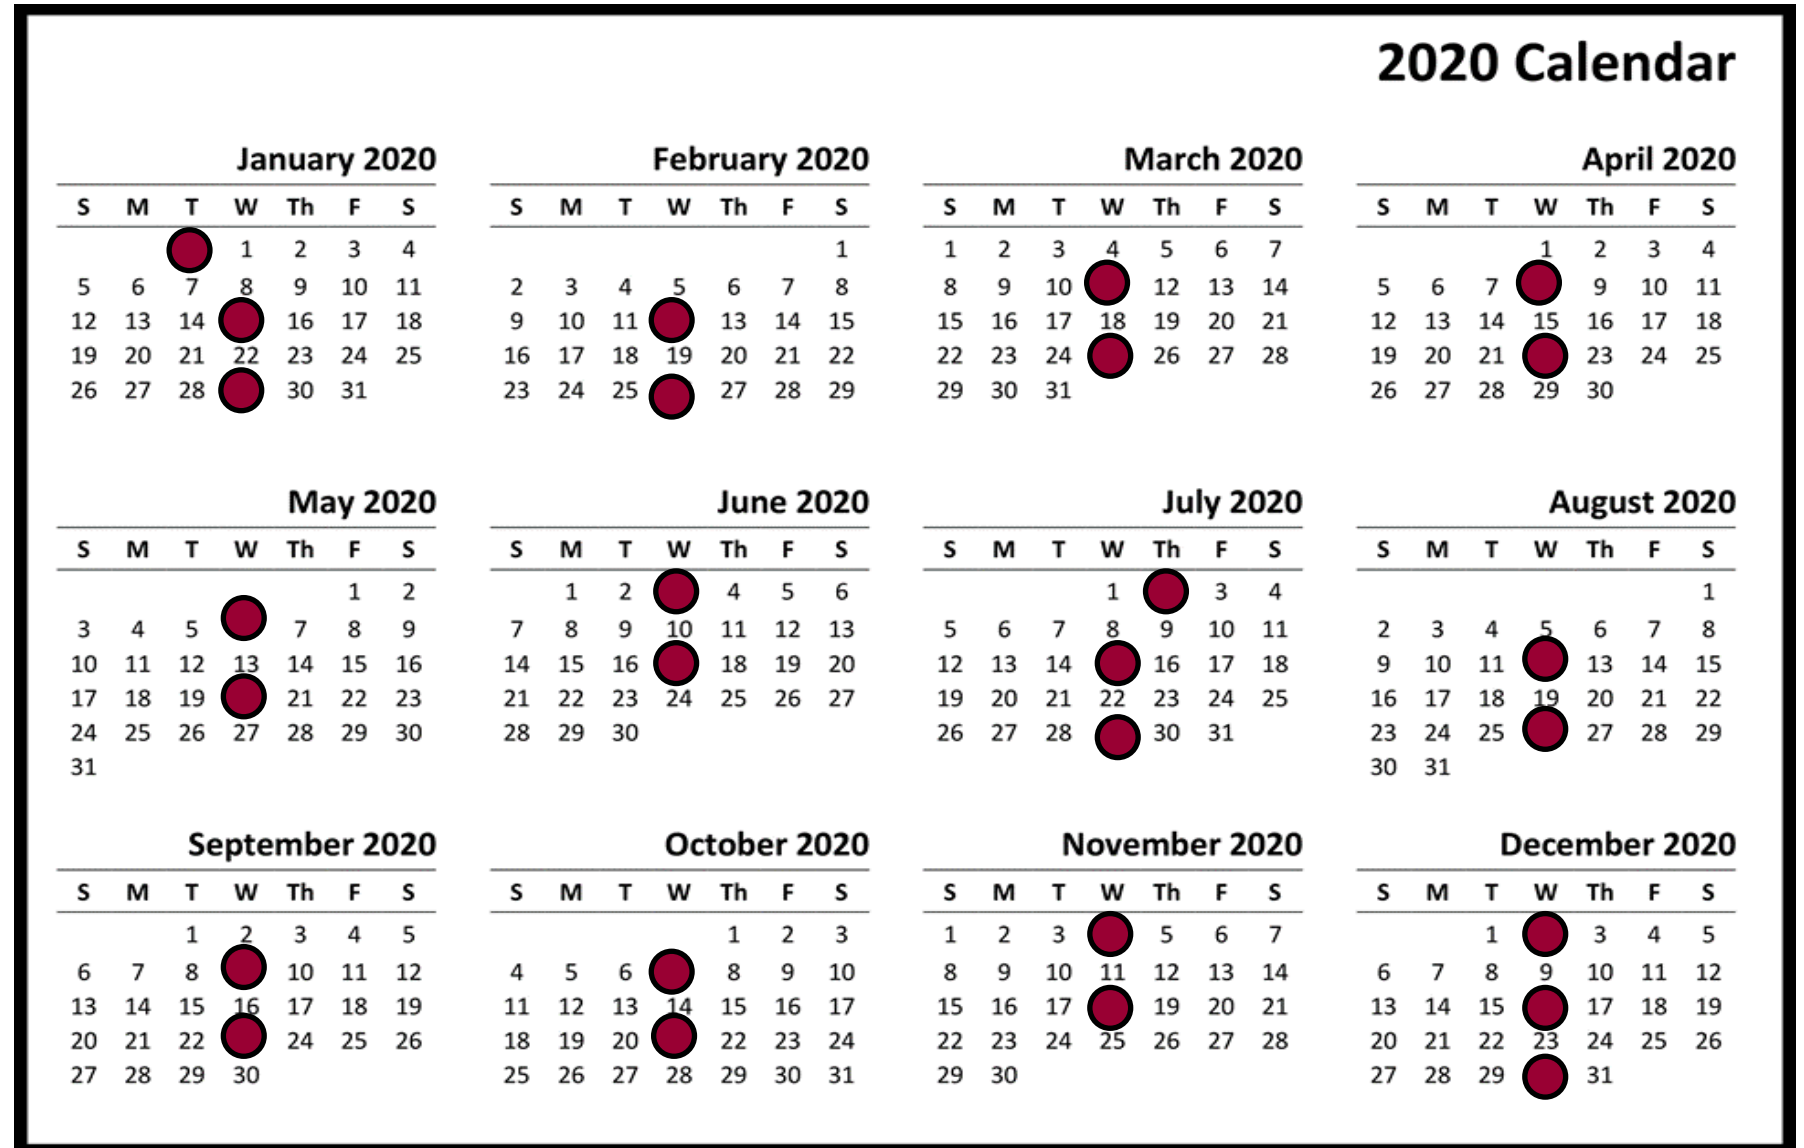 2020 Calendar
January 2020
S M T W Th F S
1 2 3 4
5 6 7 8 9 10 11
12 13 14 16 17 18
19 20 21 22 23 24 25
26 27 28 30 31
February 2020
S M T W Th F S
1
2 3 4 5 6 7 8
9 10 11 13 14 15
16 17 18 19 20 21 22
23 24 25 27 28 29
March 2020
S M T W Th F S
1 2 3 4 5 6 7
8 9 10 12 13 14
15 16 17 18 19 20 21
22 23 24 26 27 28
29 30 31
April 2020
S M T W Th F S
1 2 3 4
5 6 7 9 10 11
12 13 14 15 16 17 18
19 20 21 23 24 25
26 27 28 29 30
May 2020
S M T W Th F S
1 2
3 4 5 7 8 9
10 11 12 13 14 15 16
17 18 19 21 22 23
24 25 26 27 28 29 30
31
June 2020
S M T W Th F S
1 2 4 5 6
7 8 9 10 11 12 13
14 15 16 18 19 20
21 22 23 24 25 26 27
28 29 30
July 2020
S M T W Th F S
1 3 4
5 6 7 8 9 10 11
12 13 14 16 17 18
19 20 21 22 23 24 25
26 27 28 30 31
August 2020
S M T W Th F S
1
2 3 4 5 6 7 8
9 10 11 13 14 15
16 17 18 19 20 21 22
23 24 25 27 28 29
30 31
September 2020
S M T W Th F S
1 2 3 4 5
6 7 8 10 11 12
13 14 15 16 17 18 19
20 21 22 24 25 26
27 28 29 30
October 2020
S M T W Th F S
1 2 3
4 5 6 8 9 10
11 12 13 14 15 16 17
18 19 20 22 23 24
25 26 27 28 29 30 31
November 2020
S M T W Th F S
1 2 3 5 6 7
8 9 10 11 12 13 14
15 16 17 19 20 21
22 23 24 25 26 27 28
29 30
December 2020
S M T W Th F S
1 3 4 5
6 7 8 9 10 11 12
13 14 15 17 18 19
20 21 22 23 24 25 26
27 28 29 31